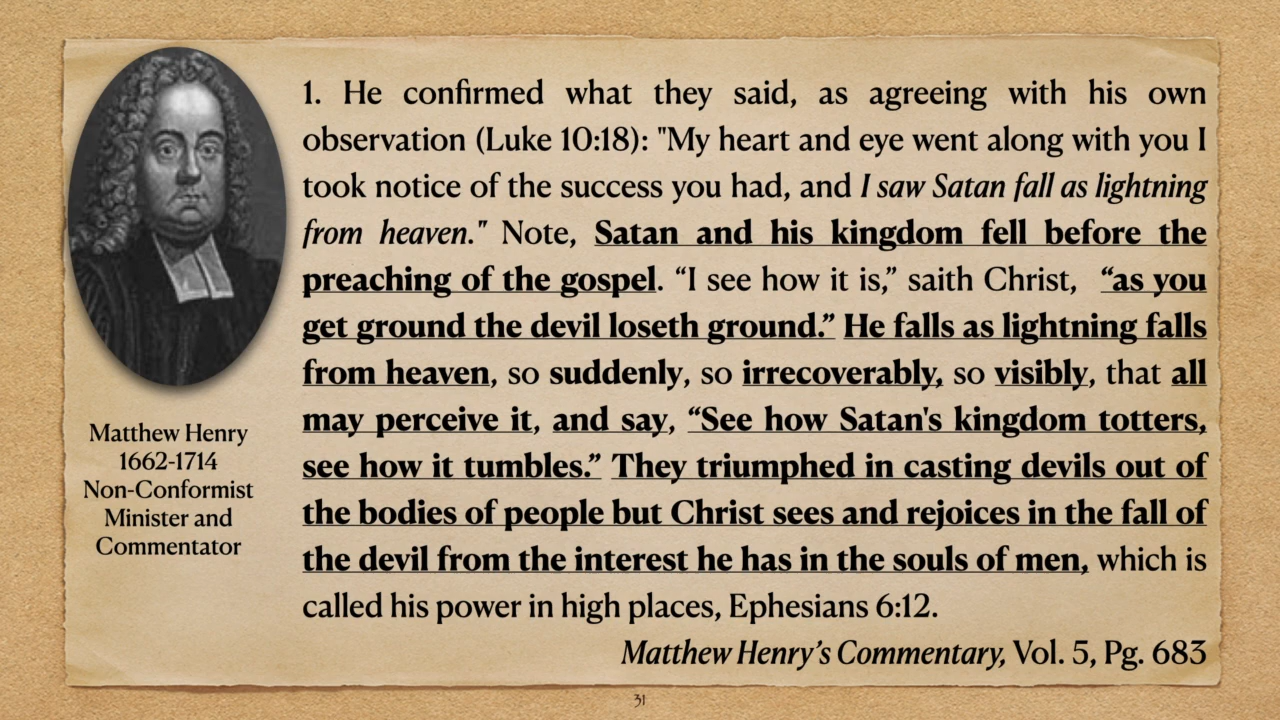 1. He confirmed what they said, as agreeing with his own
observation (Luke 10:18): "My heart and eye went along with you I
took notice of the success you had, and I saw Satan fall as lightning
from heaven." Note, Satan and his kingdom fell before the
preaching of the gospel. “I see how it is,” saith Christ, “as you
get ground the devil loseth ground.” He falls as lightning falls
from heaven, so suddenly, so irrecoverably, so visibly, that all
may perceive it, and say, “See how Satan's kingdom totters,
see how it tumbles.” They triumphed in casting devils out of
the bodies of people but Christ sees and rejoices in the fall of
the devil from the interest he has in the souls of men, which is
called his power in high places, Ephesians 6:12.
Matthew Henry’s Commentary, Vol. 5, Pg. 683
Matthew Henry
1662-1714
Non-Conformist
Minister and
Commentator
31